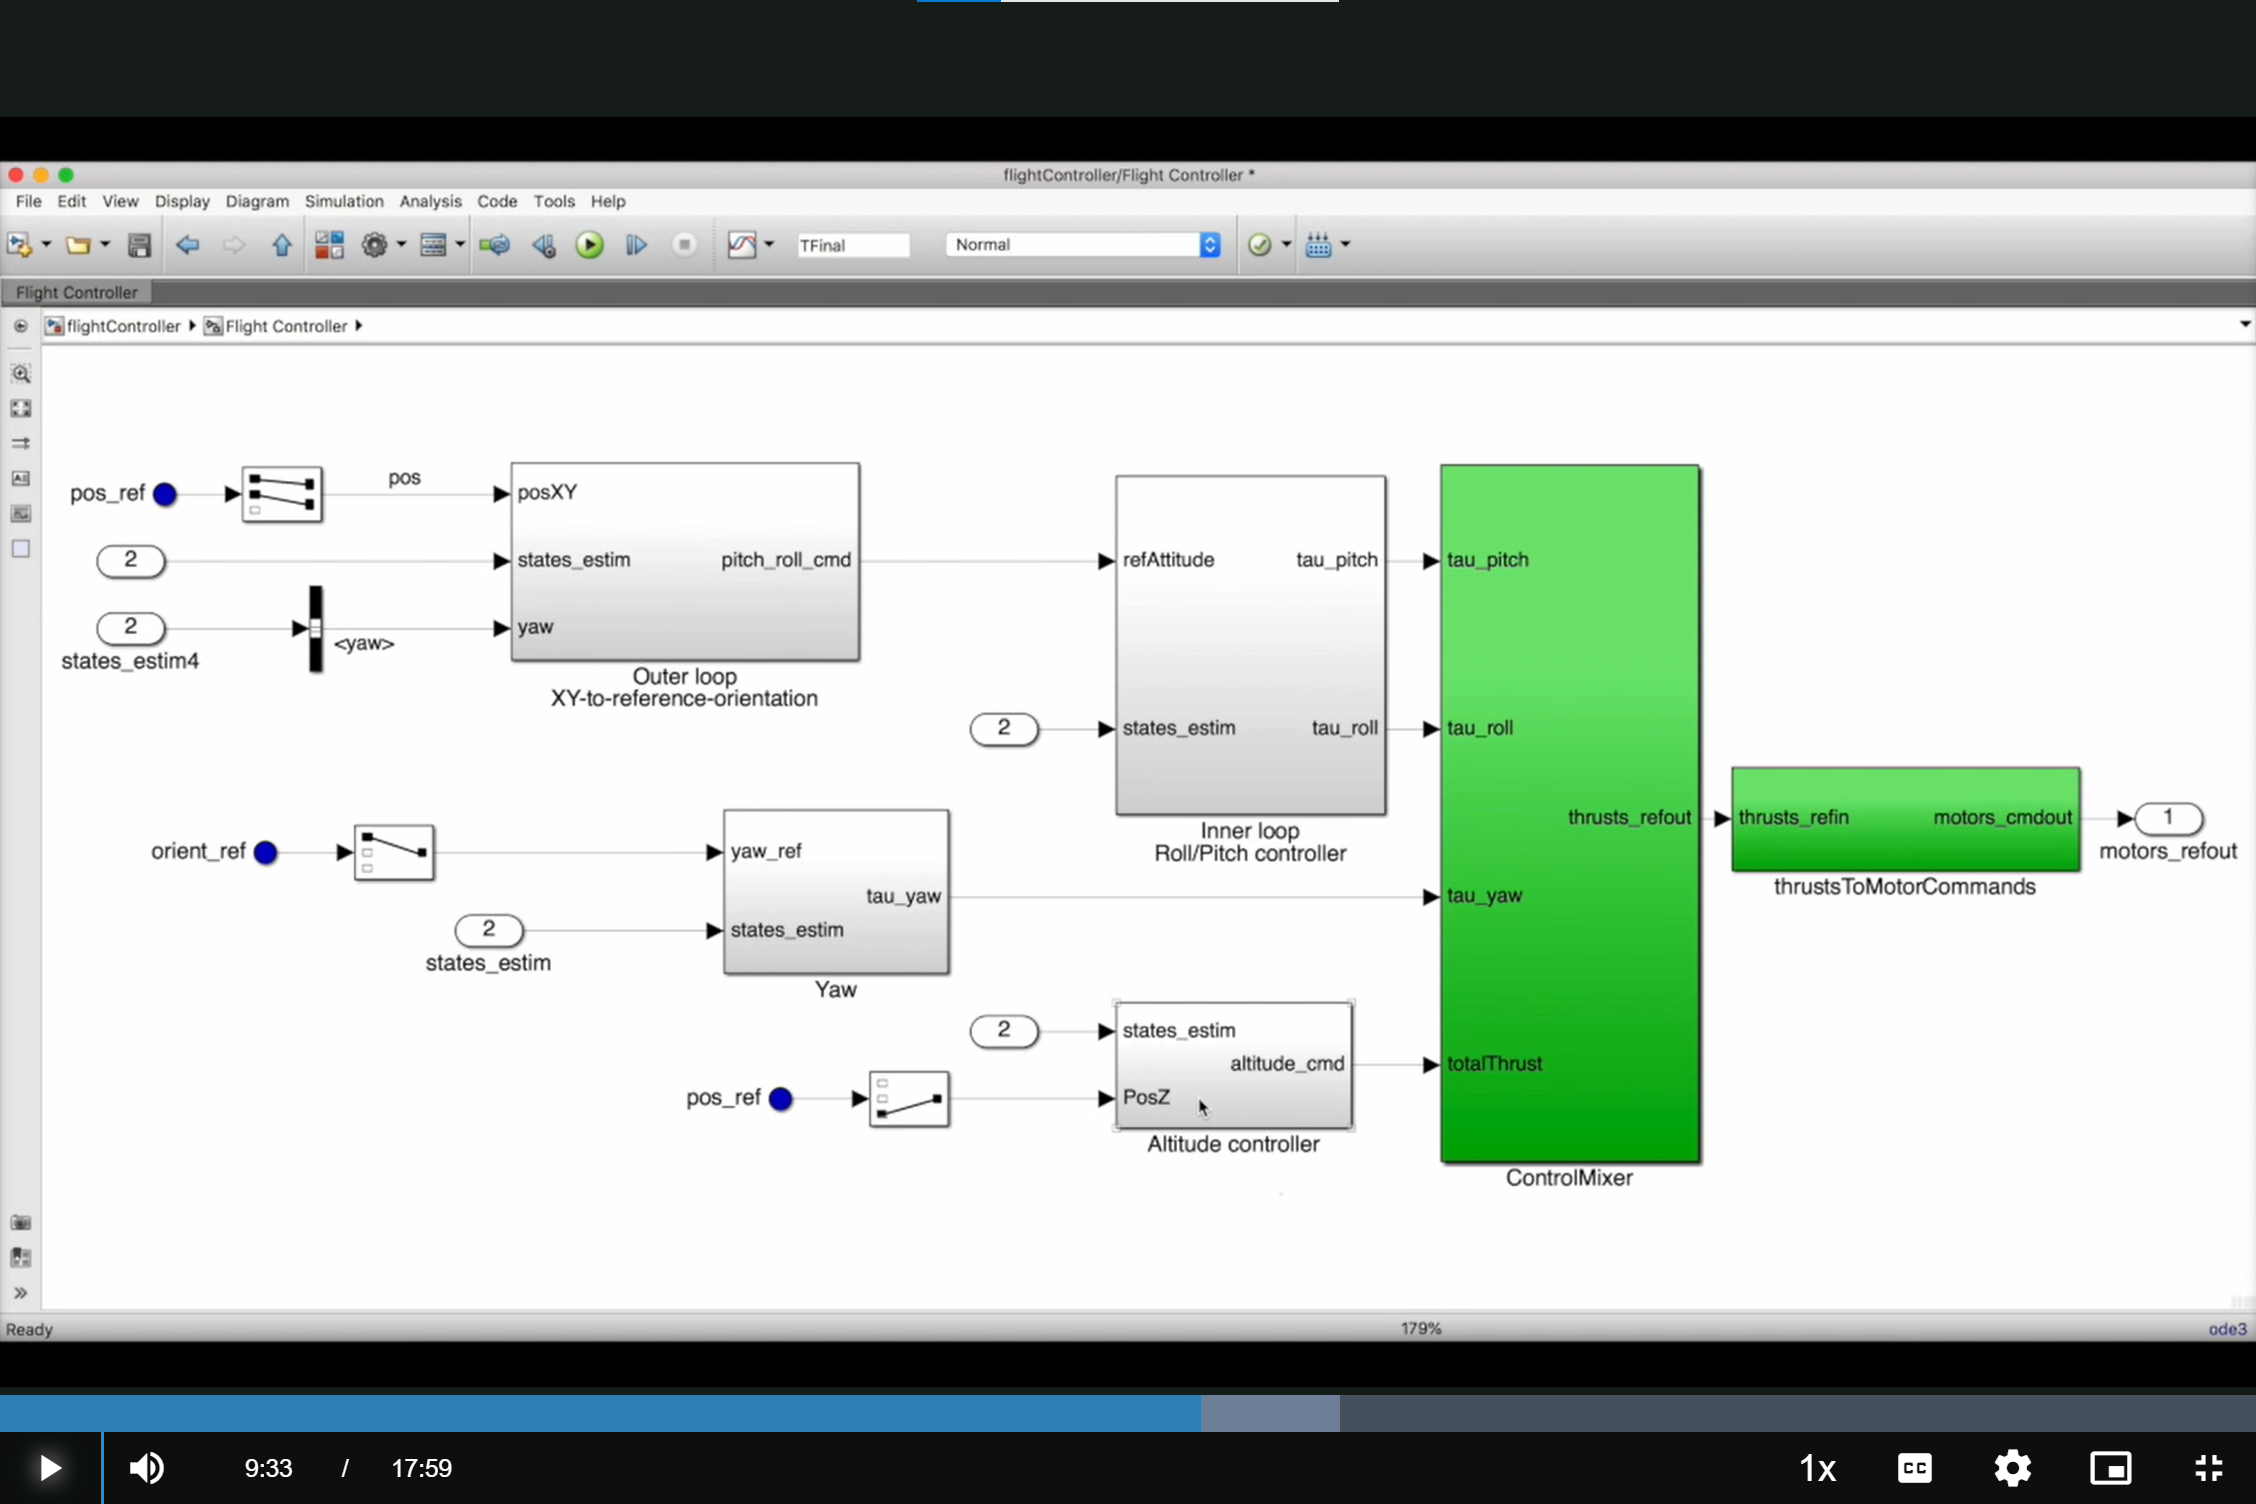 flightController/Flight Controller *
File Edit View Display Diagram Simulation Analysis Code Tools Help
TFinal Normal
Flight Controller
flightController Flight Controller
pos_ref pos posXY
2 states_estim pitch_roll_cmd refAttitude tau_pitch tau_pitch
2 yaw
<yaw>
states_estim4
Outer loop
XY-to-reference-orientation
2 states_estim tau_roll tau_roll
thrusts_refout thrusts_refin motors_cmdout 1
Inner loop
Roll/Pitch controller
orient_ref yaw_ref motors_refout
thrustsToMotorCommands
tau_yaw tau_yaw
2 states_estim
states_estim
Yaw
2 states_estim
altitude_cmd totalThrust
pos_ref PosZ
Altitude controller
ControlMixer
Ready 179% ode3
9:33 / 17:59 1x CC